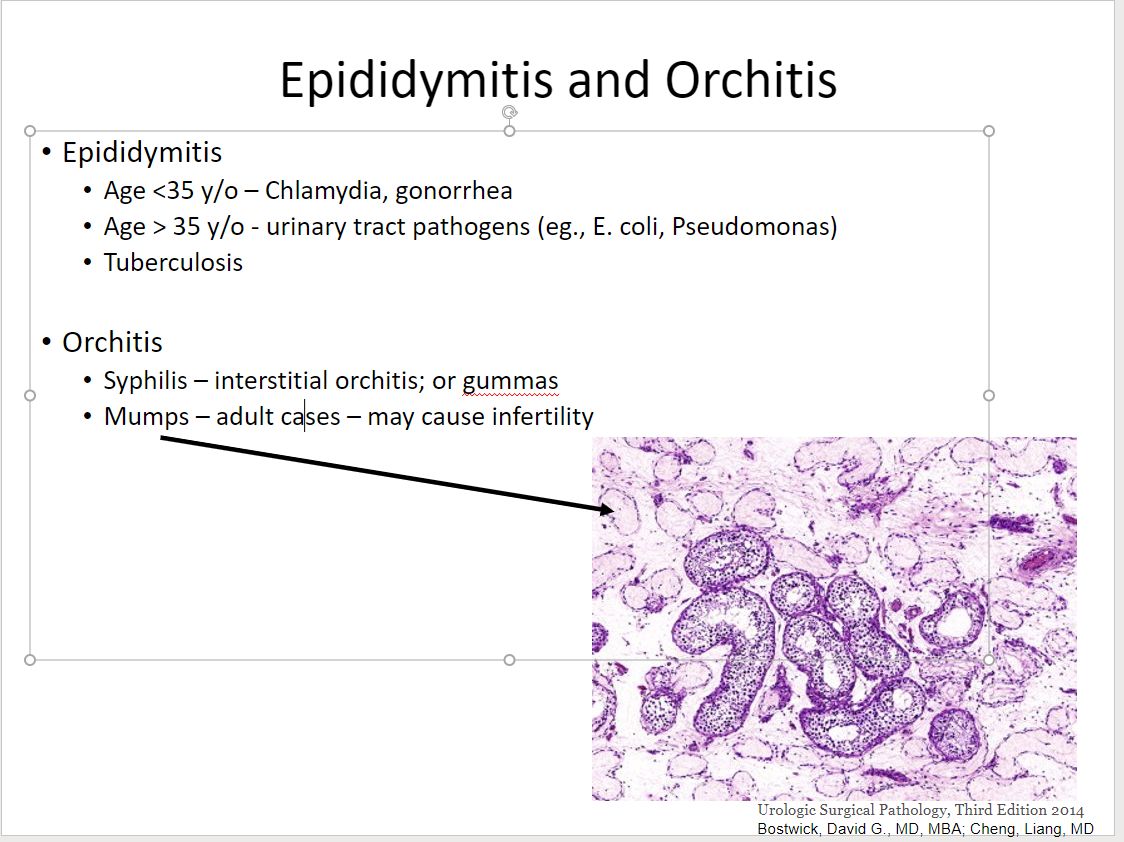 Epididymitis and Orchitis
• Epididymitis
• Age <35 y/o – Chlamydia, gonorrhea
• Age > 35 y/o - urinary tract pathogens (eg., E. coli, Pseudomonas)
• Tuberculosis
• Orchitis
• Syphilis – interstitial orchitis; or gummas
• Mumps – adult cases – may cause infertility
Urologic Surgical Pathology, Third Edition 2014
Bostwick, David G., MD, MBA; Cheng, Liang, MD